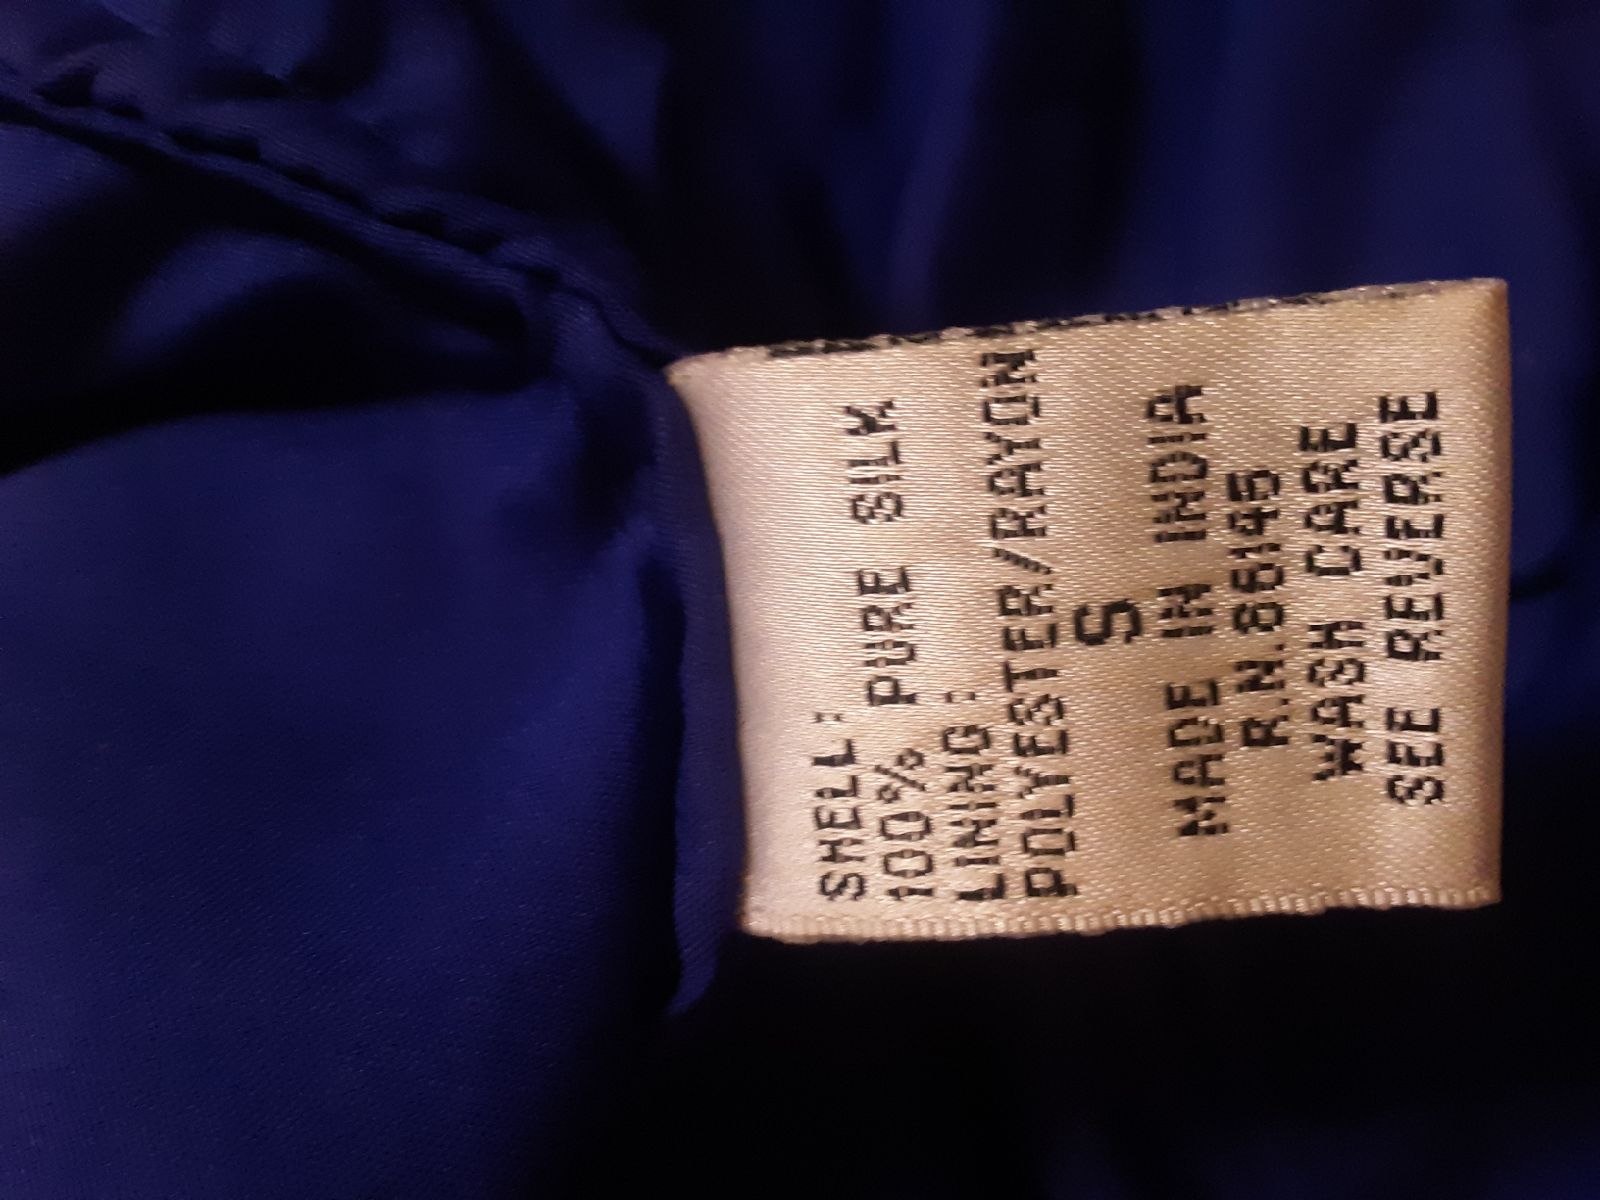 SHELL:
100% PURE SILK
LINING:
POLYESTER/RAYON
S
MADE IN INDIA
R.N.86145
WASH CARE
SEE REVERSE